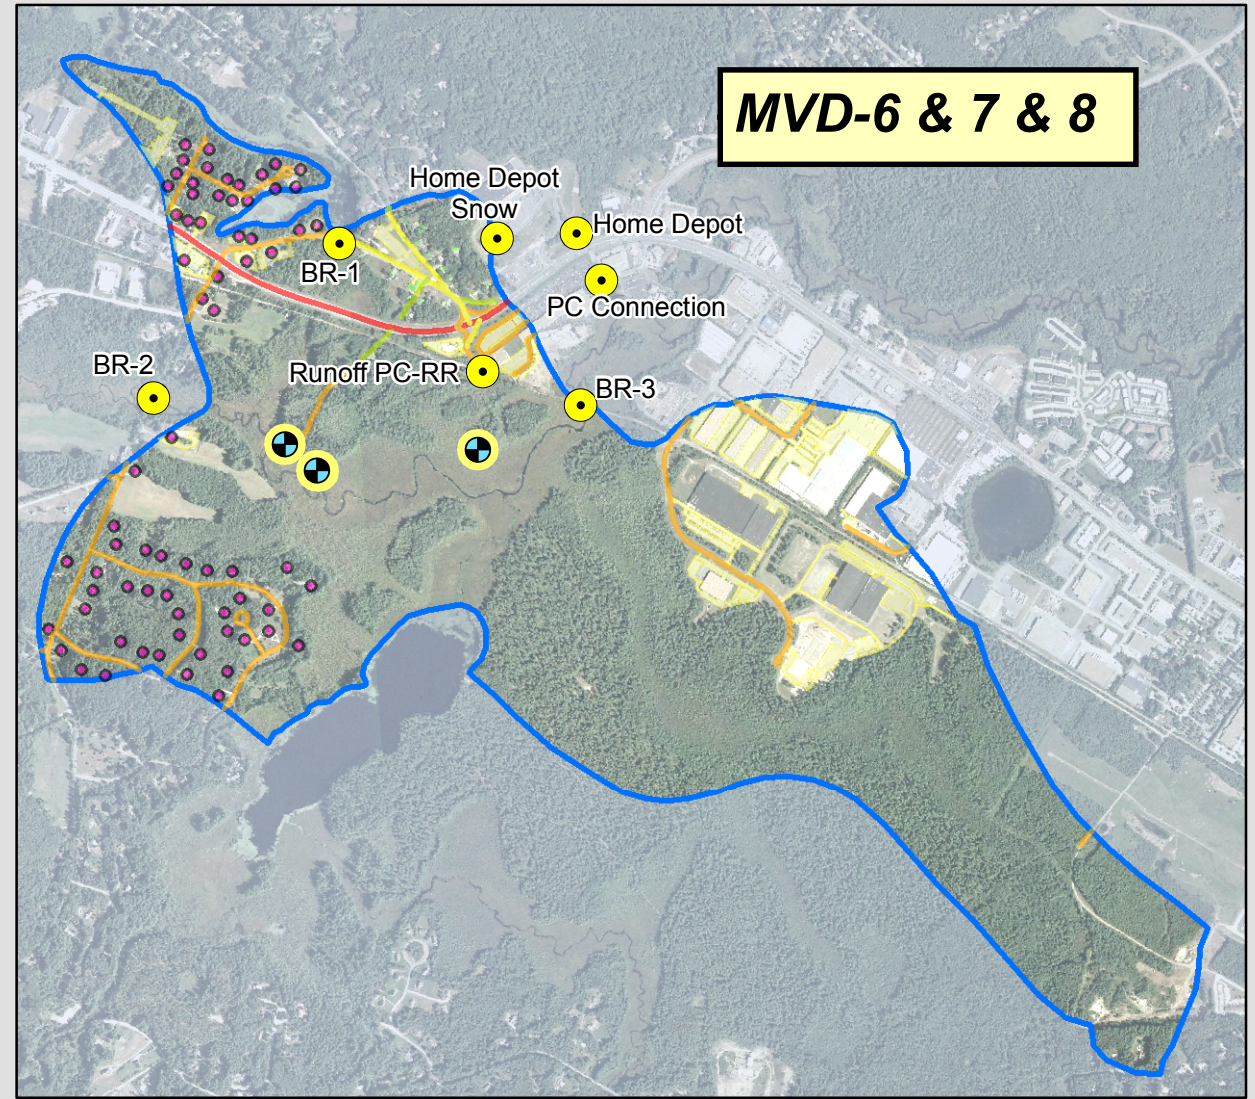 MVD-6 & 7 & 8
Home Depot
Snow
Home Depot
BR-1
PC Connection
BR-2
Runoff PC-RR
BR-3